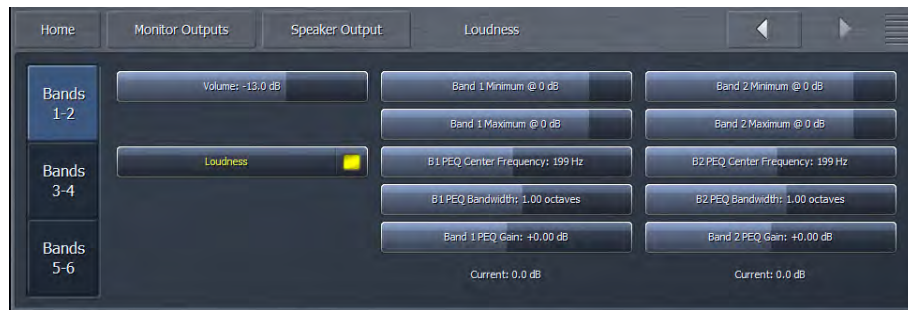 Home Monitor Outputs Speaker Output Loudness
Bands
1-2
Bands
3-4
Bands
5-6
Volume: -13.0 dB
Loudness
Band 1 Minimum @ 0 dB
Band 1 Maximum @ 0 dB
B1 PEQ Center Frequency: 199 Hz
B1 PEQ Bandwidth: 1.00 octaves
Band 1 PEQ Gain: +0.00 dB
Current: 0.0 dB
Band 2 Minimum @ 0 dB
Band 2 Maximum @ 0 dB
B2 PEQ Center Frequency: 199 Hz
B2 PEQ Bandwidth: 1.00 octaves
Band 2 PEQ Gain: +0.00 dB
Current: 0.0 dB